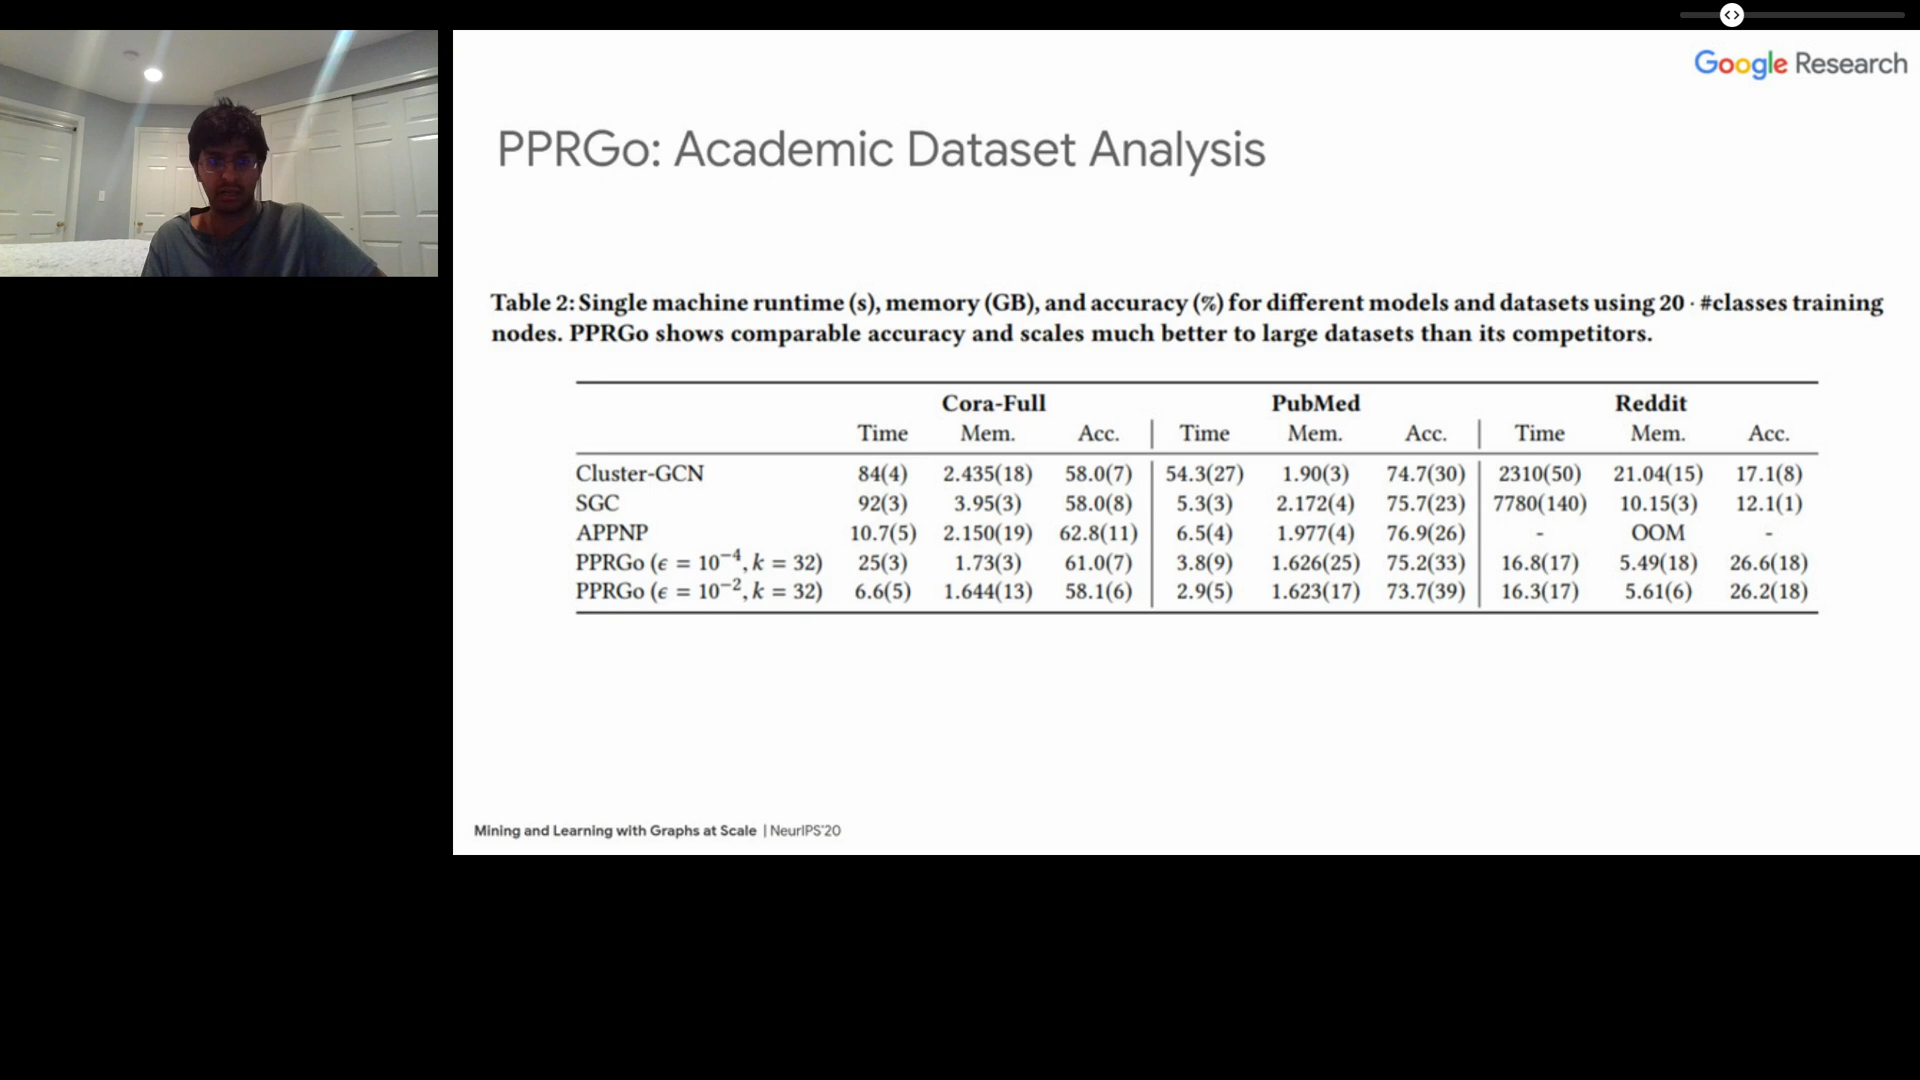 Google Research
PPRGo: Academic Dataset Analysis
Table 2: Single machine runtime (s), memory (GB), and accuracy (%) for different models and datasets using 20 · #classes training
nodes. PPRGo shows comparable accuracy and scales much better to large datasets than its competitors.
Cora-Full PubMed Reddit
Time Mem. Acc. Time Mem. Acc. Time Mem. Acc.
Cluster-GCN 84(4) 2.435(18) 58.0(7) 54.3(27) 1.90(3) 74.7(30) 2310(50) 21.04(15) 17.1(8)
SGC 92(3) 3.95(3) 58.0(8) 5.3(3) 2.172(4) 75.7(23) 7780(140) 10.15(3) 12.1(1)
APPNP 10.7(5) 2.150(19) 62.8(11) 6.5(4) 1.977(4) 76.9(26) - OOM -
PPRGo (ϵ = 10⁻⁴, k = 32) 25(3) 1.73(3) 61.0(7) 3.8(9) 1.626(25) 75.2(33) 16.8(17) 5.49(18) 26.6(18)
PPRGo (ϵ = 10⁻², k = 32) 6.6(5) 1.644(13) 58.1(6) 2.9(5) 1.623(17) 73.7(39) 16.3(17) 5.61(6) 26.2(18)
Mining and Learning with Graphs at Scale | NeurIPS'20